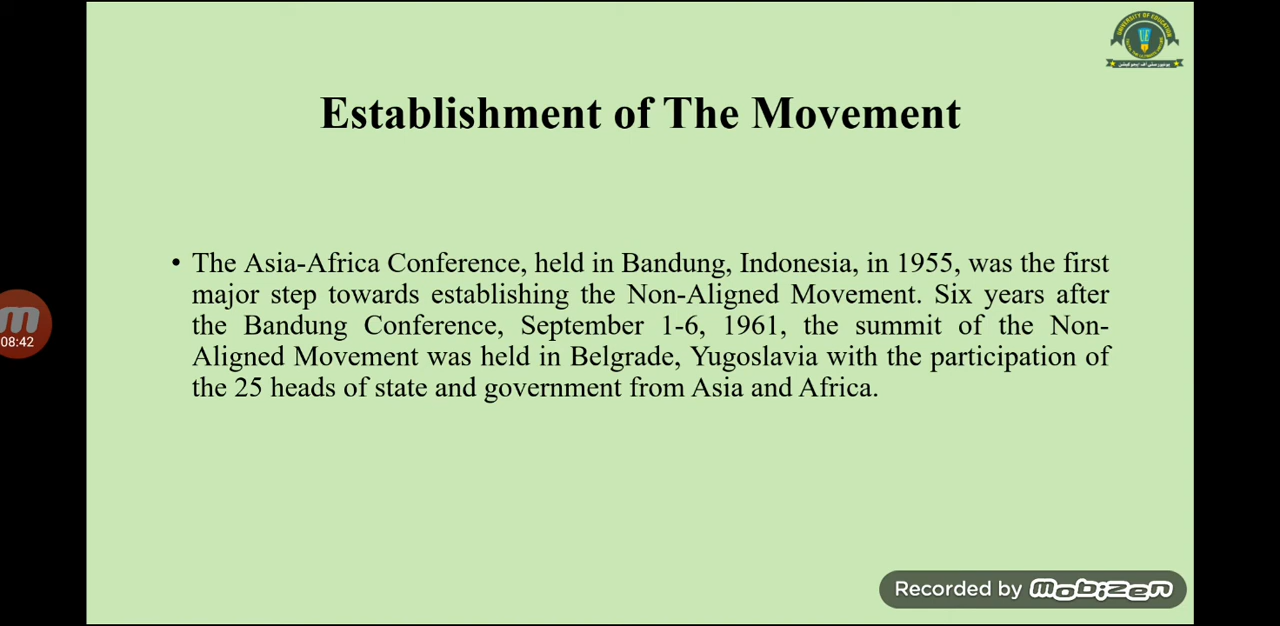 UNIVERSITY OF EDUCATION
Establishment of The Movement
• The Asia-Africa Conference, held in Bandung, Indonesia, in 1955, was the first
major step towards establishing the Non-Aligned Movement. Six years after
the Bandung Conference, September 1-6, 1961, the summit of the Non-
Aligned Movement was held in Belgrade, Yugoslavia with the participation of
the 25 heads of state and government from Asia and Africa.
08:42
Recorded by mobizen